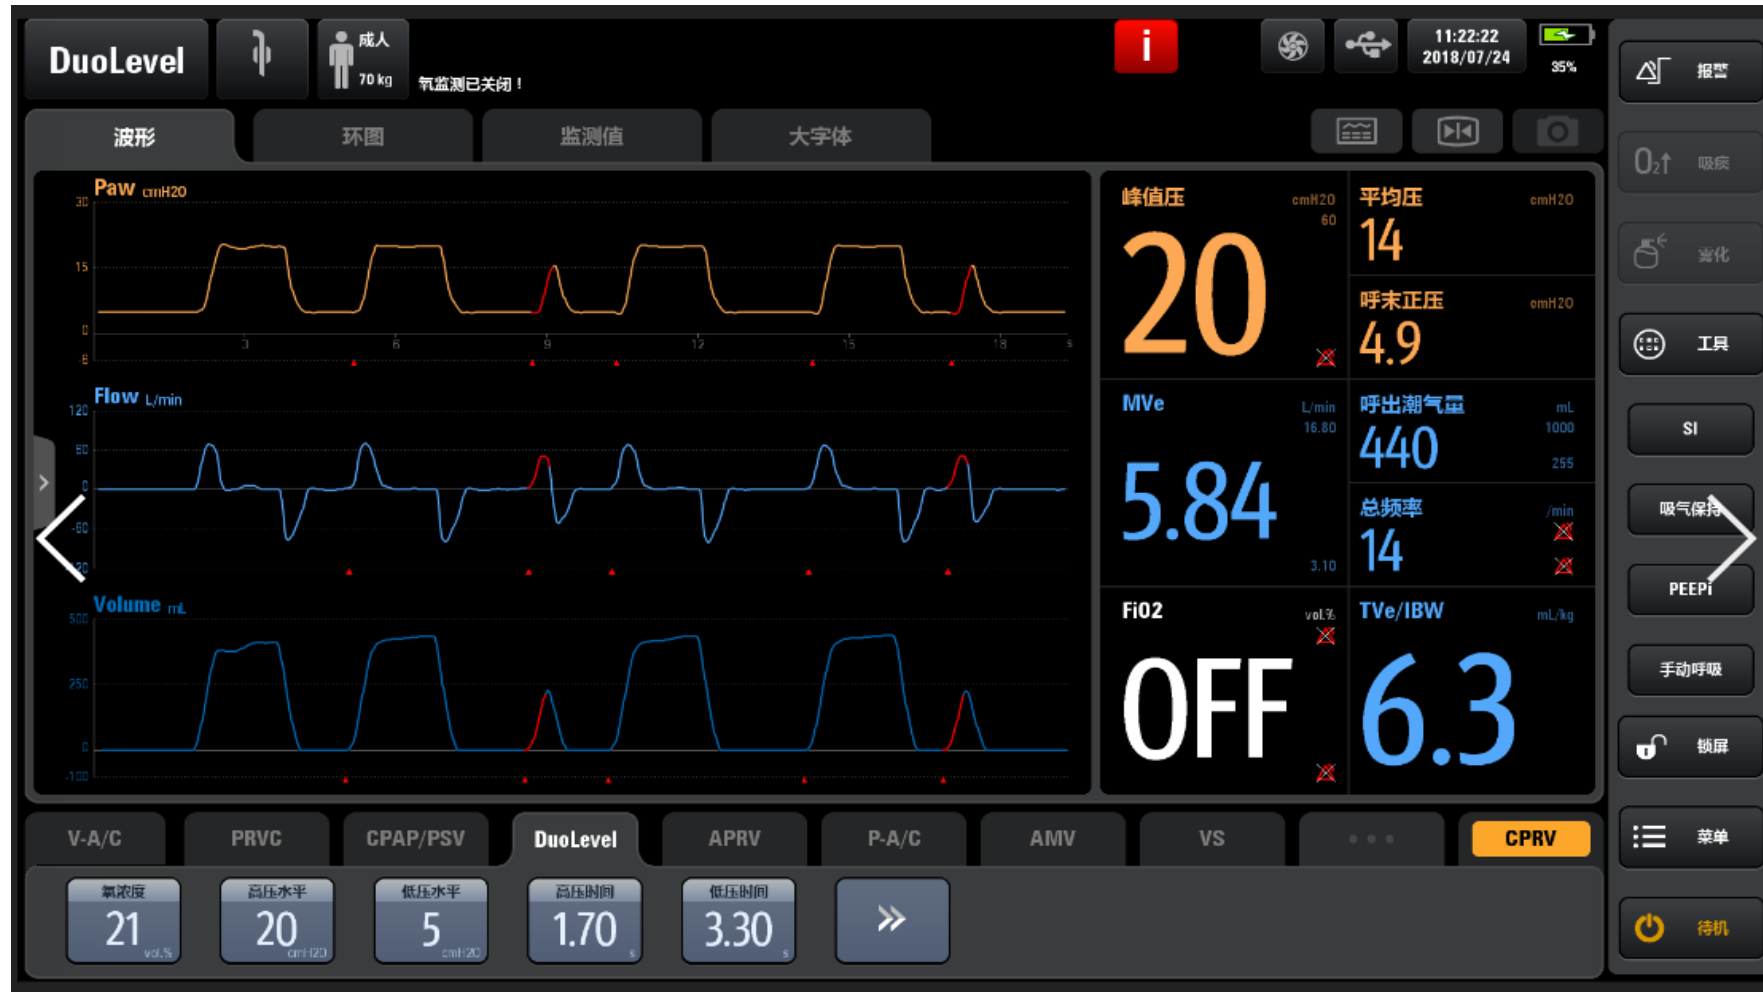 DuoLevel
成人
70 kg
氧监测已关闭！
i
11:22:22
2018/07/24
35%
报警
波形
环图
监测值
大字体
O₂↑ 吸痰
雾化
工具
SI
吸气保持
PEEPi
手动呼吸
锁屏
菜单
待机
Paw cmH2O
30
15
0
-6
3 6 9 12 15 18 s
Flow L/min
120
60
0
-60
Volume mL
500
250
0
-100
峰值压 cmH2O
60
20
平均压 cmH2O
14
呼末正压 cmH2O
4.9
MVe L/min
16.80
5.84
3.10
呼出潮气量 mL
1000
440
255
总频率 /min
14
FiO2 vol.%
OFF
TVe/IBW mL/kg
6.3
V-A/C
PRVC
CPAP/PSV
DuoLevel
APRV
P-A/C
AMV
VS
•••
CPRV
氧浓度
21
vol.%
高压水平
20
cmH2O
低压水平
5
cmH2O
高压时间
1.70
s
低压时间
3.30
s